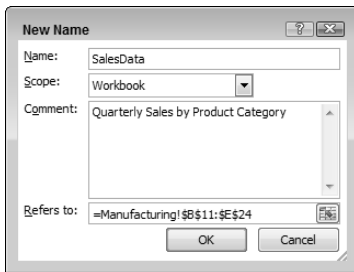 New Name
Name: SalesData
Scope: Workbook
Comment: Quarterly Sales by Product Category
Refers to: =Manufacturing!$B$11:$E$24
OK Cancel